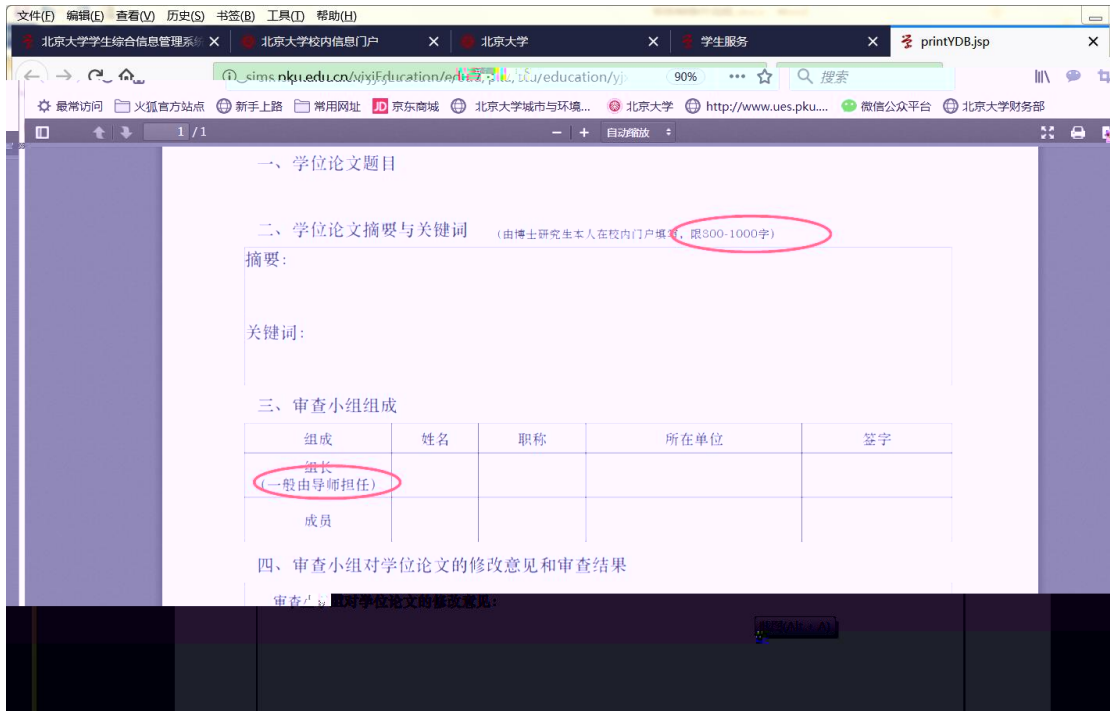 文件(F) 编辑(E) 查看(V) 历史(S) 书签(B) 工具(T) 帮助(H)
北京大学学生综合信息管理系统 × 北京大学校内信息门户 × 北京大学 × 学生服务 × printYDB.jsp ×
90% 搜索
最常访问 火狐官方站点 新手上路 常用网址 JD 京东商城 北京大学城市与环境... 北京大学 http://www.ues.pku.... 微信公众平台 北京大学财务部
1 / 1 自动缩放
一、学位论文题目
二、学位论文摘要与关键词 (由博士研究生本人在校内门户填写, 限800-1000字)
摘要:
关键词:
三、审查小组组成
组成 姓名 职称 所在单位 签字
组长
(一般由导师担任)
成员
四、审查小组对学位论文的修改意见和审查结果
审查小组对学位论文的修改意见: